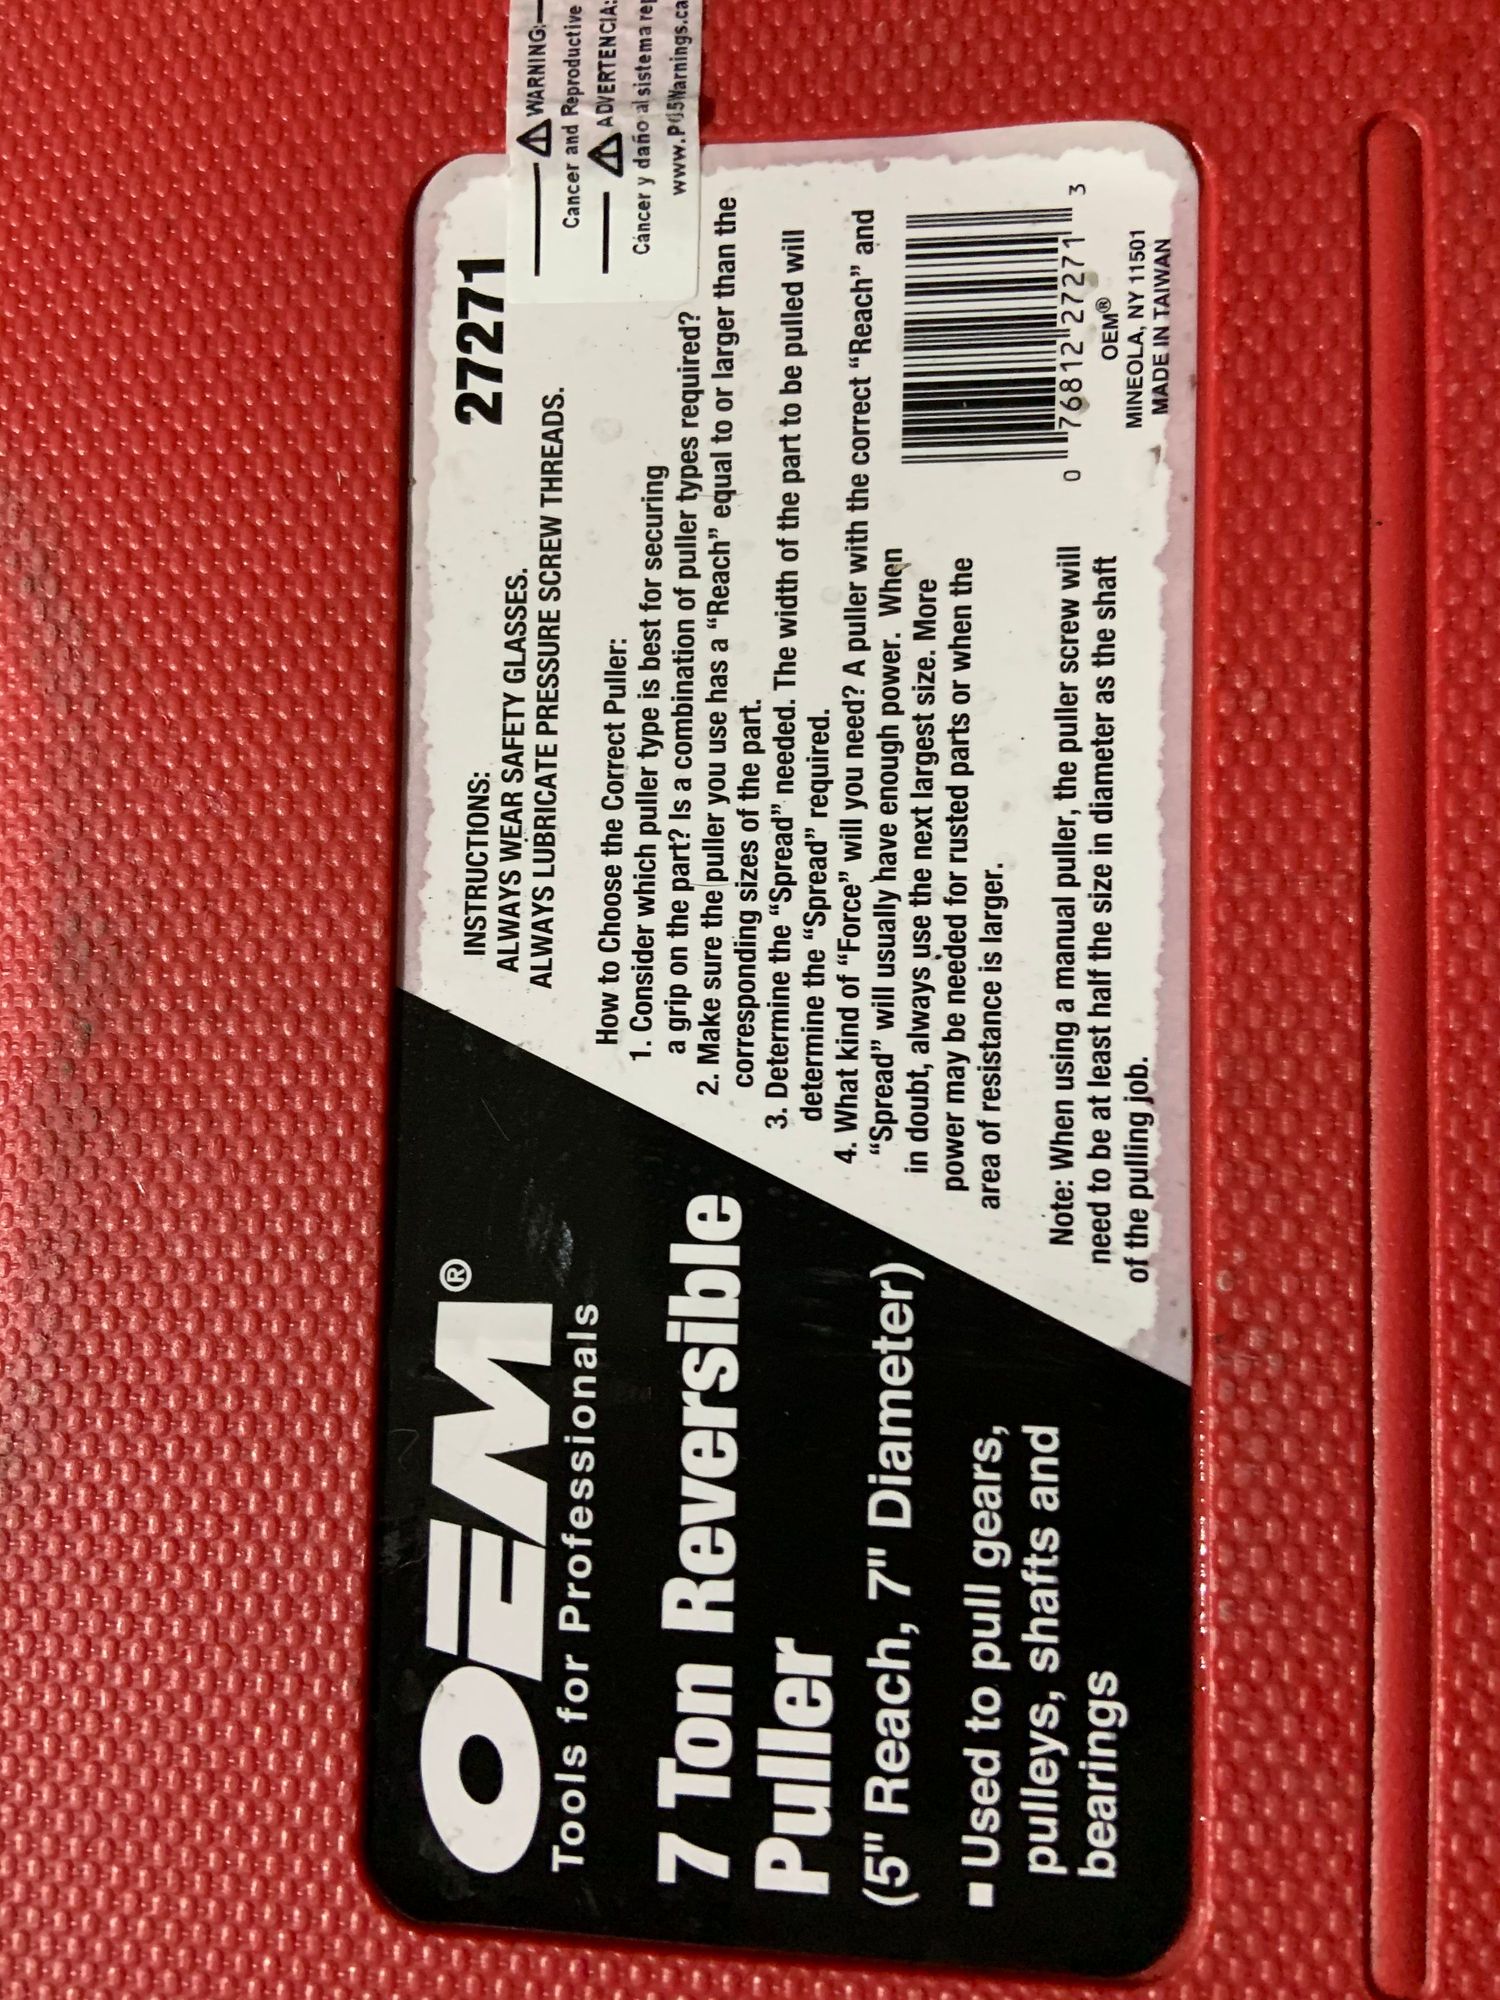 OEM®
Tools for Professionals
7 Ton Reversible
Puller
(5" Reach, 7" Diameter)
■ Used to pull gears,
pulleys, shafts and
bearings
27271
INSTRUCTIONS:
ALWAYS WEAR SAFETY GLASSES.
ALWAYS LUBRICATE PRESSURE SCREW THREADS.
How to Choose the Correct Puller:
1. Consider which puller type is best for securing
a grip on the part? Is a combination of puller types required?
2. Make sure the puller you use has a “Reach” equal to or larger than the
corresponding sizes of the part.
3. Determine the “Spread” needed. The width of the part to be pulled will
determine the “Spread” required.
4. What kind of “Force” will you need? A puller with the correct “Reach” and
“Spread” will usually have enough power. When
in doubt, always use the next largest size. More
power may be needed for rusted parts or when the
area of resistance is larger.
Note: When using a manual puller, the puller screw will
need to be at least half the size in diameter as the shaft
of the pulling job.
0 76812 27271 3
OEM®
MINEOLA, NY 11501
MADE IN TAIWAN
WARNING:
Cancer and Reproductive
ADVERTENCIA:
Cáncer y daño al sistema
www.P65Warnings.ca